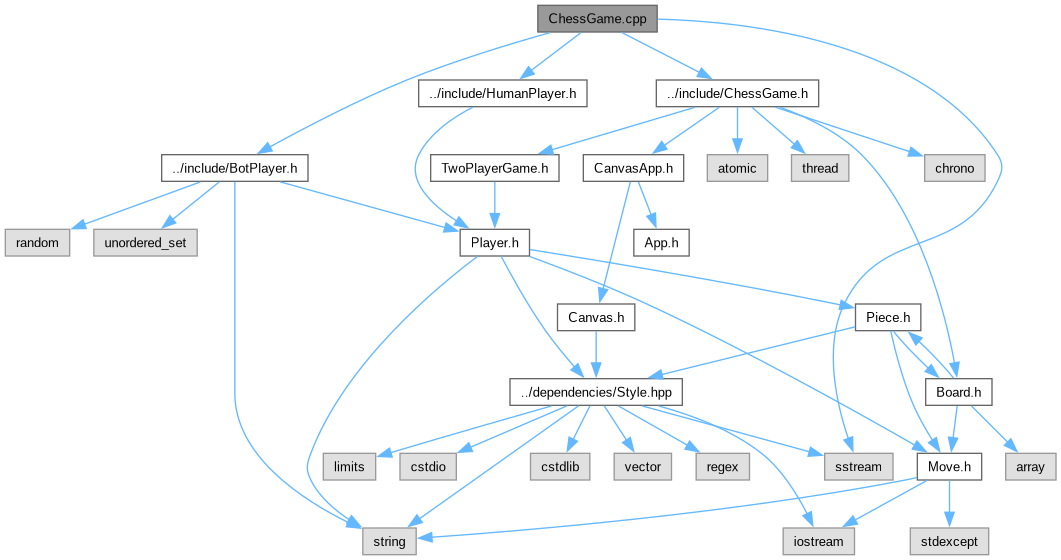 ChessGame.cpp
../include/HumanPlayer.h
../include/ChessGame.h
../include/BotPlayer.h
TwoPlayerGame.h
CanvasApp.h
atomic
thread
chrono
random
unordered_set
Player.h
App.h
Canvas.h
Piece.h
../dependencies/Style.hpp
Board.h
limits
cstdio
cstdlib
vector
regex
sstream
Move.h
array
string
iostream
stdexcept